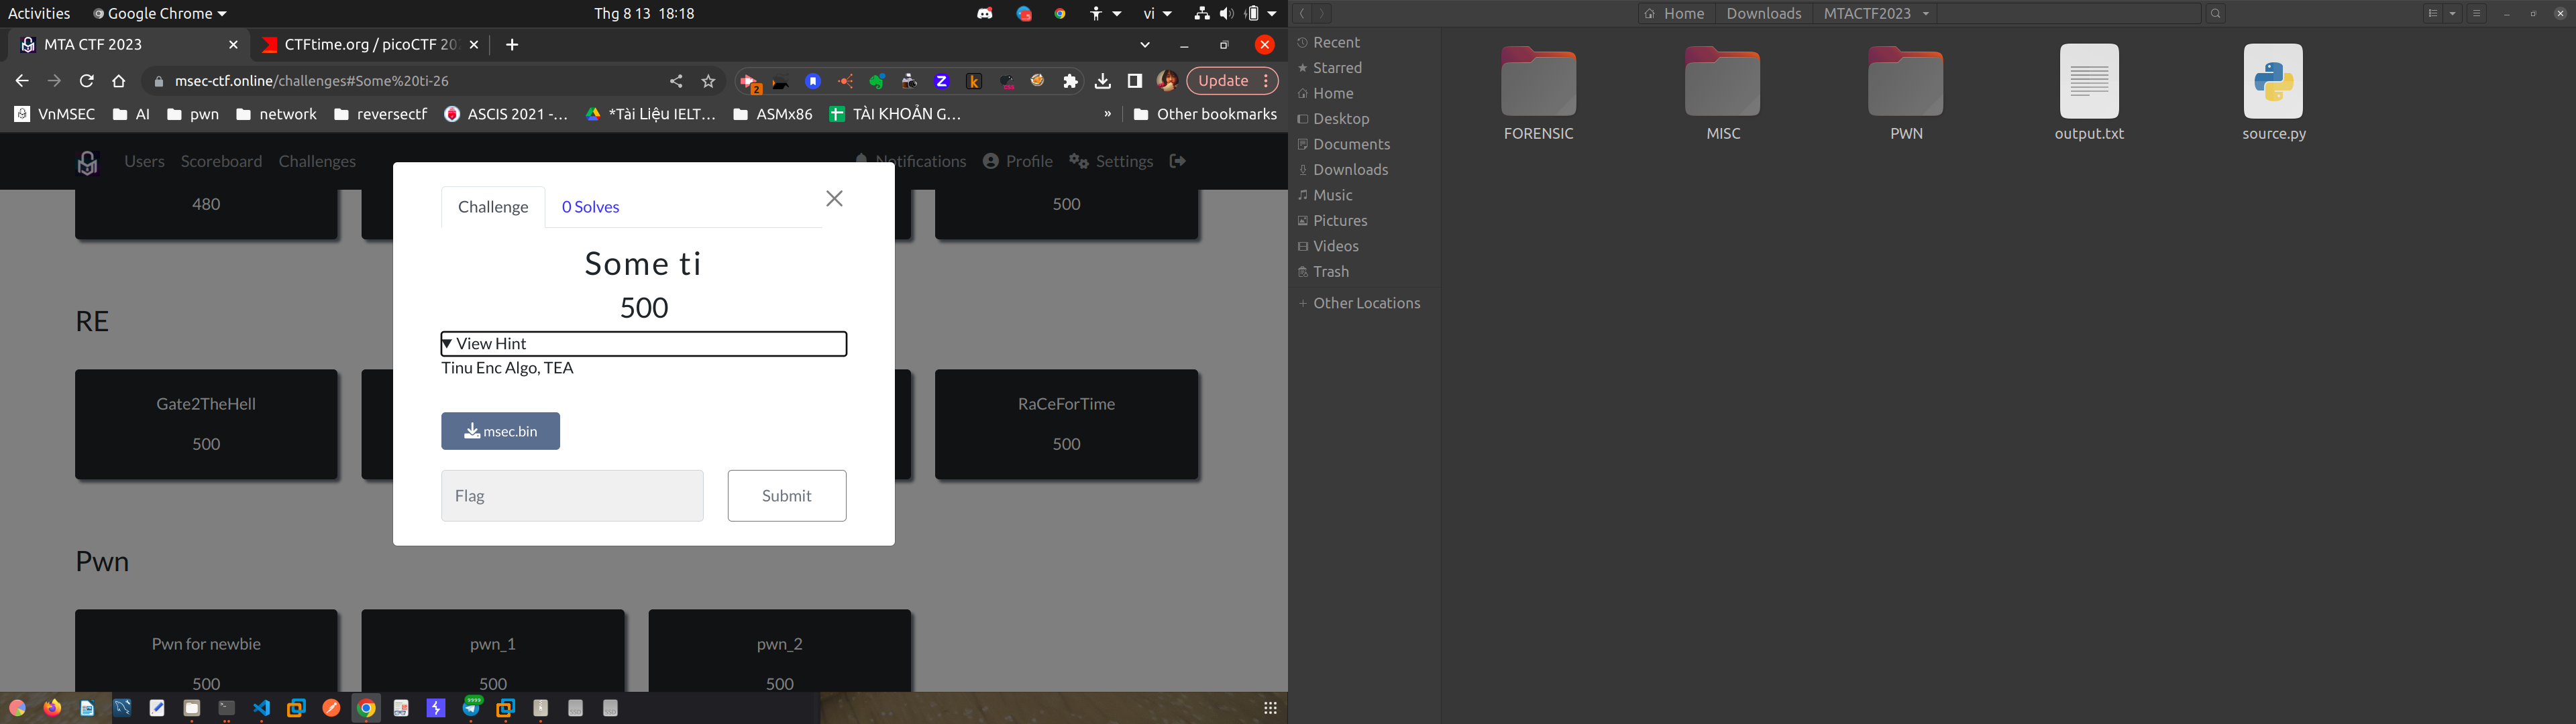 Activities
Google Chrome
Thg 8 13 18:18
vi
MTA CTF 2023
CTFtime.org / picoCTF 20
msec-ctf.online/challenges#Some%20ti-26
2
Update
VnMSEC
AI
pwn
network
reversectf
ASCIS 2021 -...
*Tài Liệu IELT...
ASMx86
TÀI KHOẢN G...
»
Other bookmarks
Users
Scoreboard
Challenges
Notifications
Profile
Settings
480
500
Challenge
0 Solves
Some ti
500
View Hint
Tinu Enc Algo, TEA
msec.bin
Flag
Submit
RE
Gate2TheHell
500
RaCeForTime
500
Pwn
Pwn for newbie
500
pwn_1
500
pwn_2
500
Home
Downloads
MTACTF2023
Recent
Starred
Home
Desktop
Documents
Downloads
Music
Pictures
Videos
Trash
Other Locations
FORENSIC
MISC
PWN
output.txt
source.py